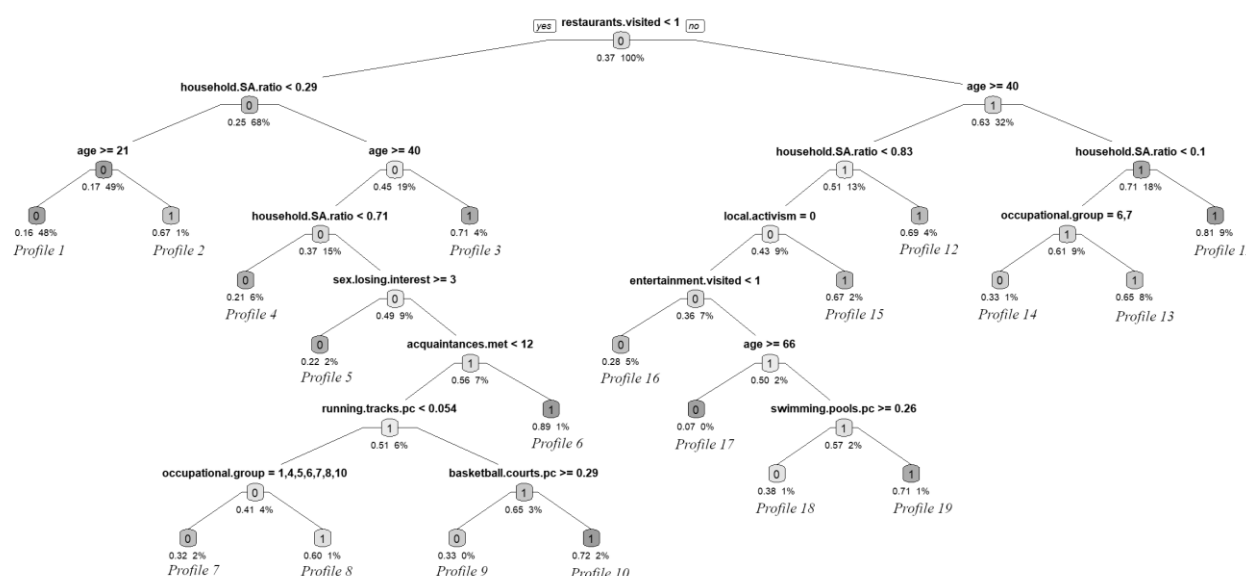 yes restaurants.visited < 1 no
0
0.37 100%
household.SA.ratio < 0.29 age >= 40
0 1
0.25 68% 0.63 32%
age >= 21 age >= 40 household.SA.ratio < 0.83 household.SA.ratio < 0.1
0 0 1 1
0.17 49% 0.45 19% 0.51 13% 0.71 18%
household.SA.ratio < 0.71 local.activism = 0 occupational.group = 6,7
0 1 0 1 0 1 1 1
0.16 48% 0.67 1% 0.37 15% 0.71 4% 0.43 9% 0.69 4% 0.61 9% 0.81 9%
Profile 1 Profile 2 Profile 3 Profile 12 Profile 1
sex.losing.interest >= 3 entertainment.visited < 1
0 0 0 1 0 1
0.21 6% 0.49 9% 0.36 7% 0.67 2% 0.33 1% 0.65 8%
Profile 4 Profile 15 Profile 14 Profile 13
acquaintances.met < 12 age >= 66
0 1 0 1
0.22 2% 0.56 7% 0.28 5% 0.50 2%
Profile 5 Profile 16
running.tracks.pc < 0.054 swimming.pools.pc >= 0.26
1 1 0 1
0.51 6% 0.89 1% 0.07 0% 0.57 2%
Profile 6 Profile 17
occupational.group = 1,4,5,6,7,8,10 basketball.courts.pc >= 0.29
0 1 0 1
0.41 4% 0.65 3% 0.38 1% 0.71 1%
Profile 18 Profile 19
0 1 0 1
0.32 2% 0.60 1% 0.33 0% 0.72 2%
Profile 7 Profile 8 Profile 9 Profile 10